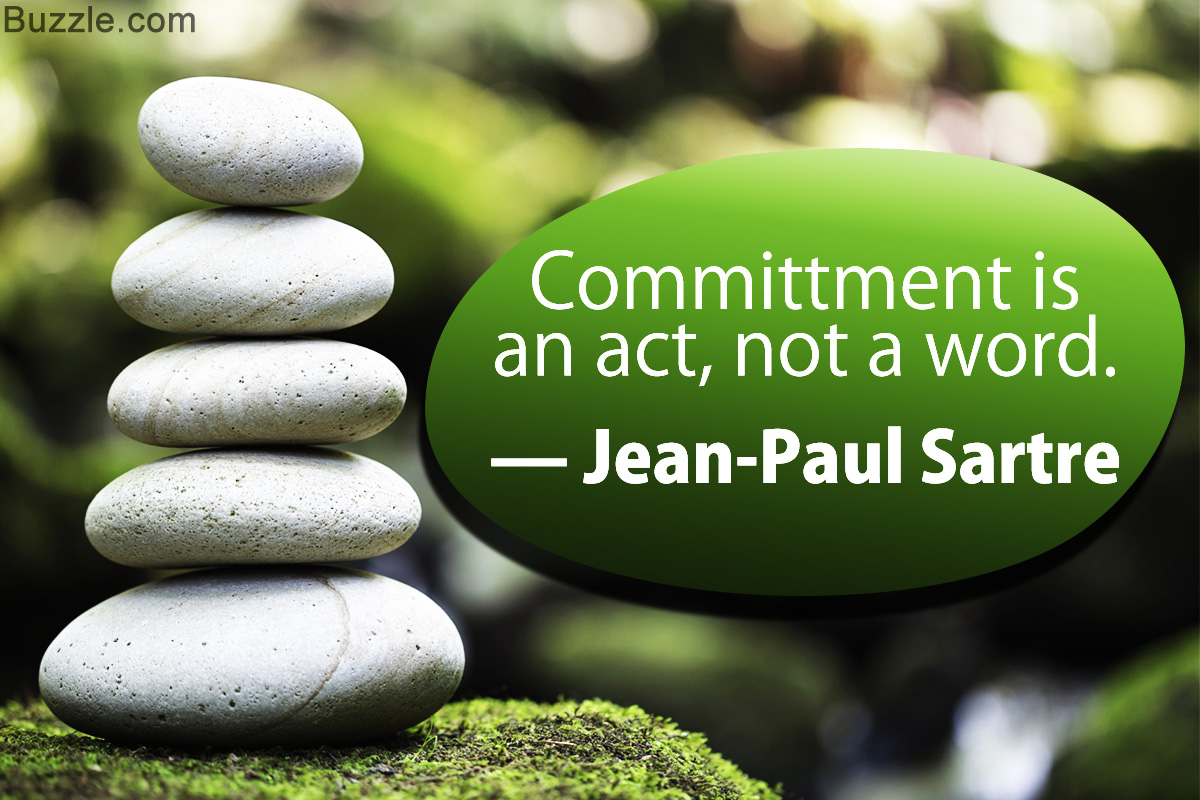 Buzzle.com
Committment is
an act, not a word.
— Jean-Paul Sartre